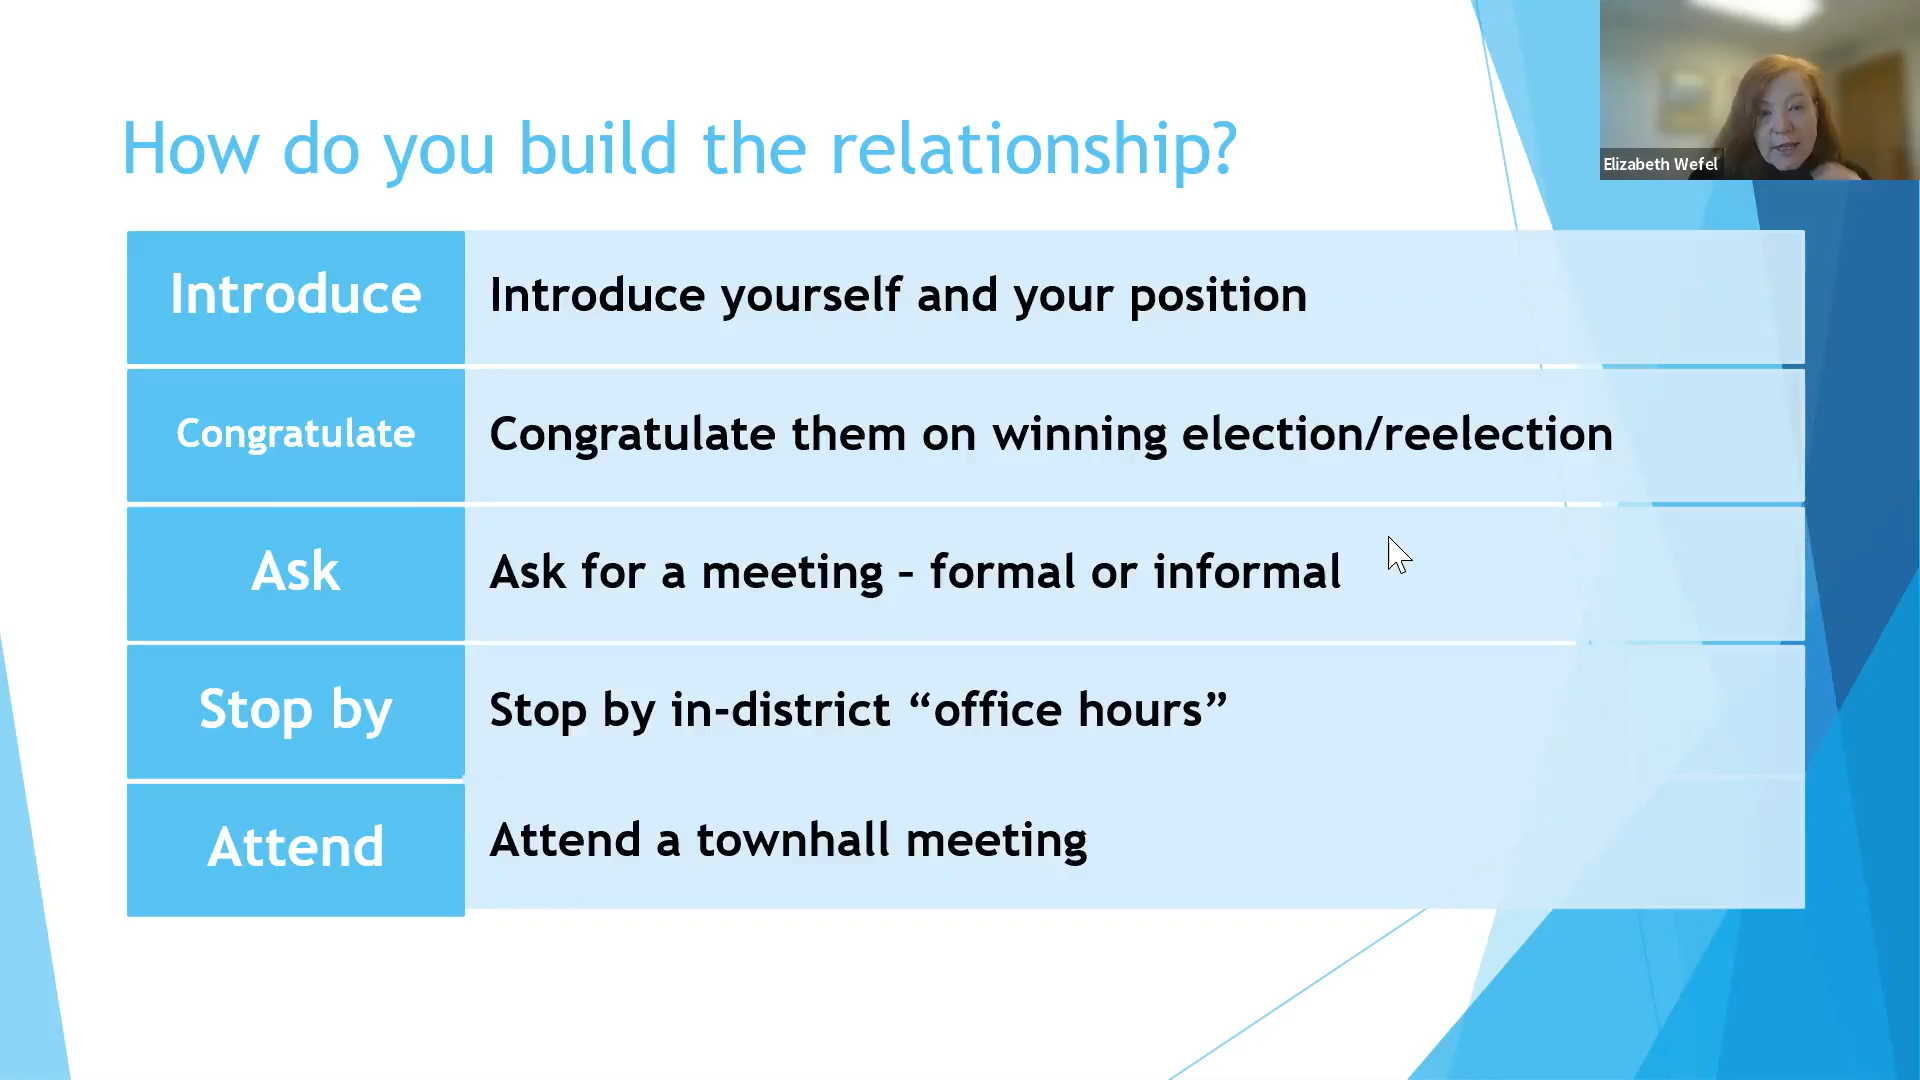 How do you build the relationship?
Elizabeth Wefel
Introduce
Introduce yourself and your position
Congratulate
Congratulate them on winning election/reelection
Ask
Ask for a meeting – formal or informal
Stop by
Stop by in-district “office hours”
Attend
Attend a townhall meeting